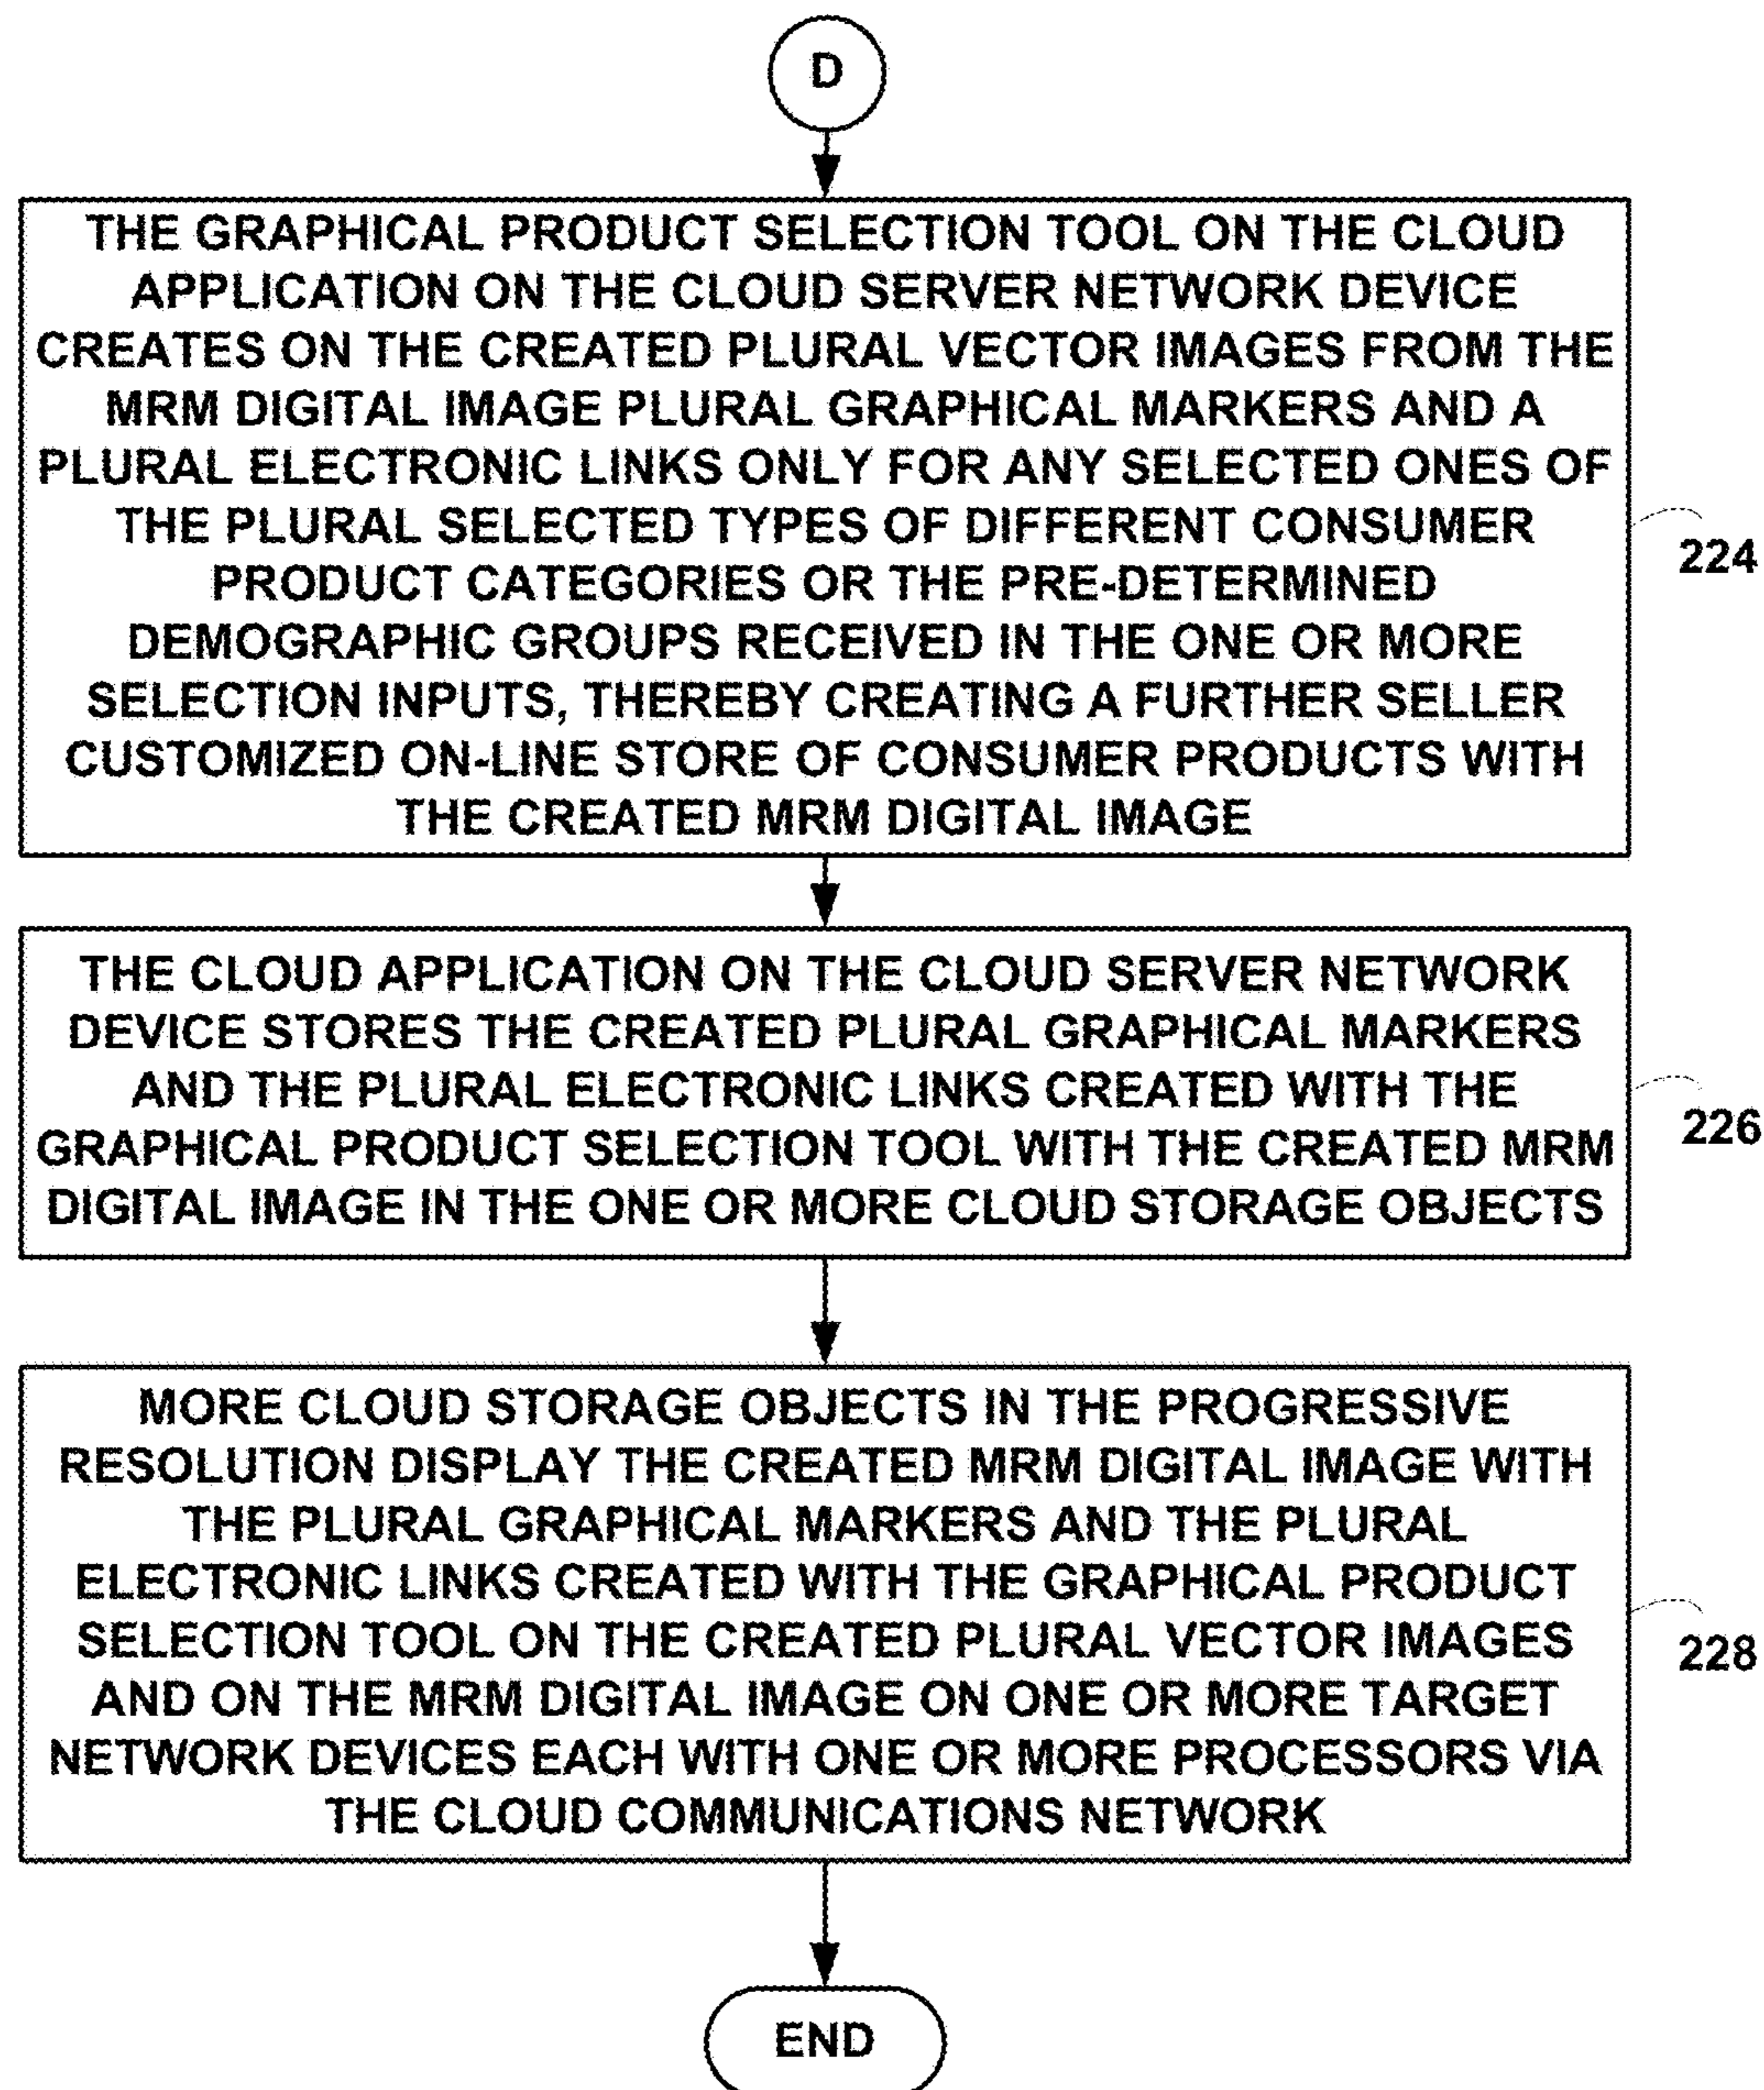 D
THE GRAPHICAL PRODUCT SELECTION TOOL ON THE CLOUD
APPLICATION ON THE CLOUD SERVER NETWORK DEVICE
CREATES ON THE CREATED PLURAL VECTOR IMAGES FROM THE
MRM DIGITAL IMAGE PLURAL GRAPHICAL MARKERS AND A
PLURAL ELECTRONIC LINKS ONLY FOR ANY SELECTED ONES OF
THE PLURAL SELECTED TYPES OF DIFFERENT CONSUMER
PRODUCT CATEGORIES OR THE PRE-DETERMINED
DEMOGRAPHIC GROUPS RECEIVED IN THE ONE OR MORE
SELECTION INPUTS, THEREBY CREATING A FURTHER SELLER
CUSTOMIZED ON-LINE STORE OF CONSUMER PRODUCTS WITH
THE CREATED MRM DIGITAL IMAGE
224
THE CLOUD APPLICATION ON THE CLOUD SERVER NETWORK
DEVICE STORES THE CREATED PLURAL GRAPHICAL MARKERS
AND THE PLURAL ELECTRONIC LINKS CREATED WITH THE
GRAPHICAL PRODUCT SELECTION TOOL WITH THE CREATED MRM
DIGITAL IMAGE IN THE ONE OR MORE CLOUD STORAGE OBJECTS
226
MORE CLOUD STORAGE OBJECTS IN THE PROGRESSIVE
RESOLUTION DISPLAY THE CREATED MRM DIGITAL IMAGE WITH
THE PLURAL GRAPHICAL MARKERS AND THE PLURAL
ELECTRONIC LINKS CREATED WITH THE GRAPHICAL PRODUCT
SELECTION TOOL ON THE CREATED PLURAL VECTOR IMAGES
AND ON THE MRM DIGITAL IMAGE ON ONE OR MORE TARGET
NETWORK DEVICES EACH WITH ONE OR MORE PROCESSORS VIA
THE CLOUD COMMUNICATIONS NETWORK
228
END